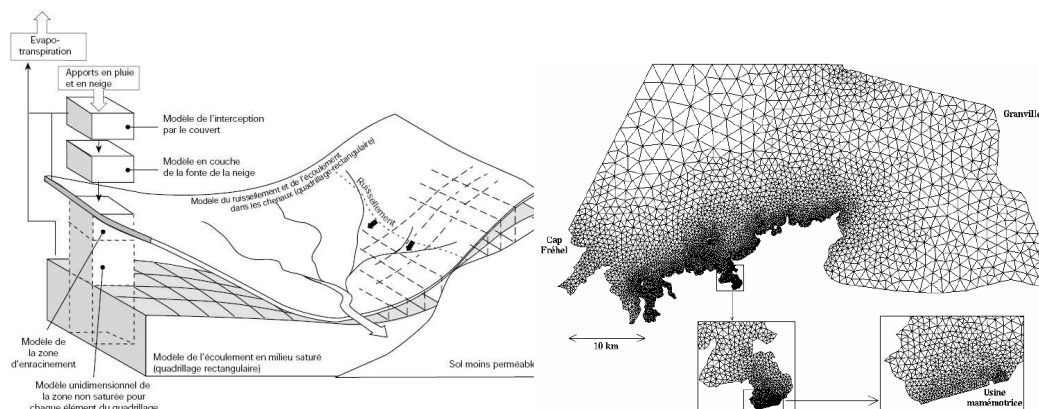 Evapo-
transpiration
Apports en pluie
et en neige
Modèle de l'interception
par le couvert
Modèle en couche
de la fonte de la neige
Modèle du ruissellement et de l'écoulement
dans les chenaux (quadrillage rectangulaire)
Ruissellement
Modèle de
la zone
d'enracinement
Modèle de l'écoulement en milieu saturé
(quadrillage rectangulaire)
Sol moins perméable
Modèle unidimensionnel de
la zone non saturée pour
chaque élément du quadrillage
Granville
Cap
Fréhel
10 km
Usine
mamémotrice